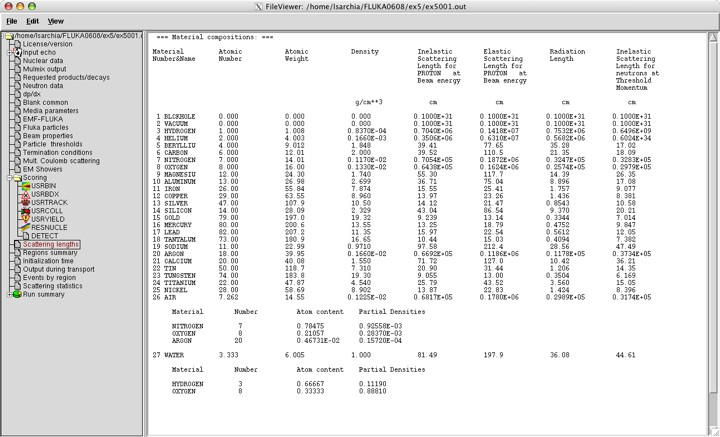 FileViewer: /home/lsarchia/FLUKA0608/ex5/ex5001.out
File Edit View
/home/lsarchia/FLUKA0608/ex5/ex5001.
License/version
Input echo
Nuclear data
Mulmix output
Requested products/decays
Neutron data
dp/dx
Blank common
Media parameters
EMF-FLUKA
Fluka particles
Beam properties
Particle thresholds
Termination conditions
Mult. Coulomb scattering
EM Showers
Scoring
USRBIN
USRBDX
USRTRACK
USRCOLL
USRYIELD
RESNUCLE
DETECT
Scattering lengths
Regions summary
Initialization time
Output during transport
Events by region
Scattering statistics
Run summary
=== Material compositions: ===
Material Atomic Atomic Density Inelastic Elastic Radiation Inelastic
Number&Name Number Weight Scattering Scattering Length Scattering
Length for Length for Length for
PROTON at PROTON at neutrons at
Beam energy Beam energy Threshold
Momentum
g/cm**3 cm cm cm cm
1 BLCKHOLE 0.000 0.000 0.000 0.1000E+31 0.1000E+31 0.1000E+31 0.1000E+31
2 VACUUM 0.000 0.000 0.000 0.1000E+31 0.1000E+31 0.1000E+31 0.1000E+31
3 HYDROGEN 1.000 1.008 0.8370E-04 0.7040E+06 0.1418E+07 0.7532E+06 0.6496E+09
4 HELIUM 2.000 4.003 0.1660E-03 0.3506E+06 0.6310E+07 0.5682E+06 0.6024E+34
5 BERYLLIU 4.000 9.012 1.848 39.41 77.65 35.28 17.02
6 CARBON 6.000 12.01 2.000 39.52 110.5 21.35 18.09
7 NITROGEN 7.000 14.01 0.1170E-02 0.7054E+05 0.1872E+06 0.3247E+05 0.3283E+05
8 OXYGEN 8.000 16.00 0.1330E-02 0.6438E+05 0.1624E+06 0.2574E+05 0.2979E+05
9 MAGNESIU 12.00 24.30 1.740 55.30 117.7 14.39 26.35
10 ALUMINUM 13.00 26.98 2.699 36.71 75.04 8.896 17.08
11 IRON 26.00 55.84 7.874 15.55 25.41 1.757 9.077
12 COPPER 29.00 63.55 8.960 13.97 23.26 1.436 8.381
13 SILVER 47.00 107.9 10.50 14.12 21.47 0.8543 10.58
14 SILICON 14.00 28.09 2.329 43.04 86.54 9.370 20.21
15 GOLD 79.00 197.0 19.32 9.239 13.14 0.3344 7.014
16 MERCURY 80.00 200.6 13.55 13.25 18.79 0.4752 9.847
17 LEAD 82.00 207.2 11.35 15.97 22.54 0.5612 12.05
18 TANTALUM 73.00 180.9 16.65 10.44 15.03 0.4094 7.382
19 SODIUM 11.00 22.99 0.9710 97.58 212.4 28.56 47.49
20 ARGON 18.00 39.95 0.1660E-02 0.6692E+05 0.1186E+06 0.1178E+05 0.3734E+05
21 CALCIUM 20.00 40.08 1.550 71.72 127.0 10.42 36.21
22 TIN 50.00 118.7 7.310 20.90 31.44 1.206 14.35
23 TUNGSTEN 74.00 183.8 19.30 9.055 13.00 0.3504 6.169
24 TITANIUM 22.00 47.87 4.540 25.79 43.52 3.560 15.05
25 NICKEL 28.00 58.69 8.902 13.87 22.83 1.424 8.396
26 AIR 7.262 14.55 0.1225E-02 0.6817E+05 0.1780E+06 0.2989E+05 0.3174E+05
Material Number Atom content Partial Densities
NITROGEN 7 0.78475 0.92558E-03
OXYGEN 8 0.21057 0.28370E-03
ARGON 20 0.46731E-02 0.15720E-04
27 WATER 3.333 6.005 1.000 81.49 197.9 36.08 44.61
Material Number Atom content Partial Densities
HYDROGEN 3 0.66667 0.11190
OXYGEN 8 0.33333 0.88810